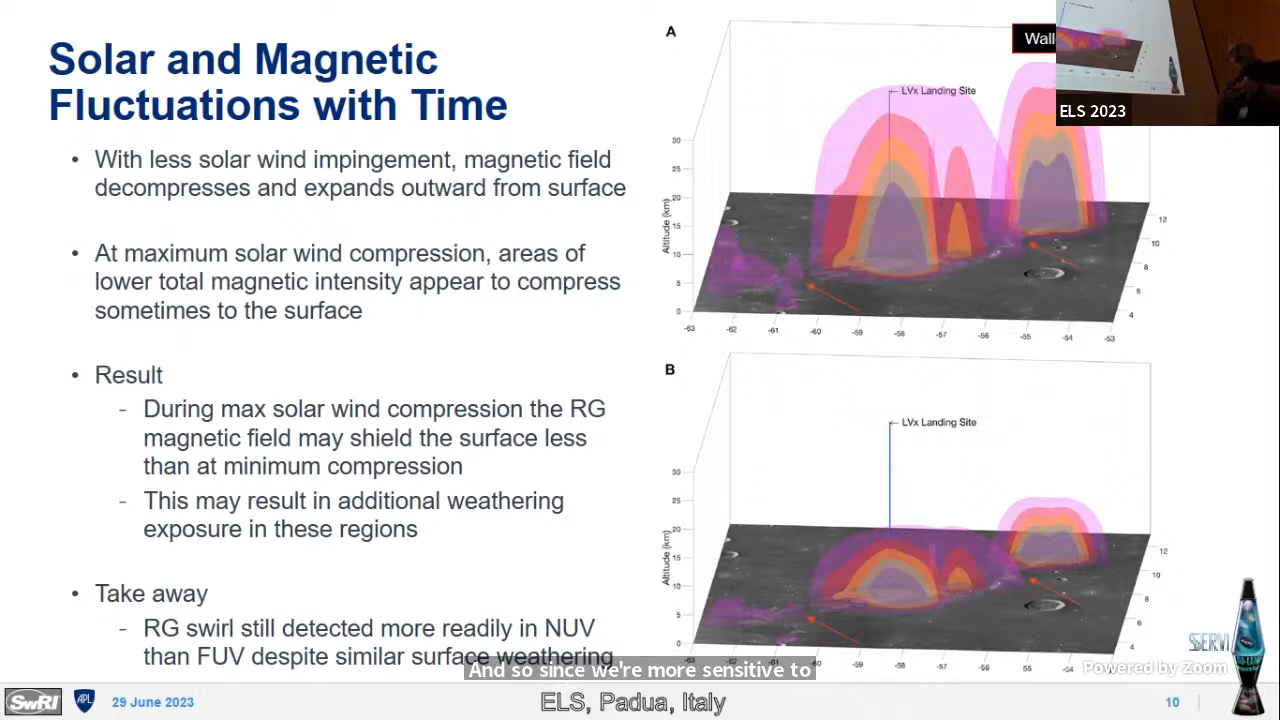 Solar and Magnetic
Fluctuations with Time
• With less solar wind impingement, magnetic field
decompresses and expands outward from surface
• At maximum solar wind compression, areas of
lower total magnetic intensity appear to compress
sometimes to the surface
• Result
- During max solar wind compression the RG
magnetic field may shield the surface less
than at minimum compression
- This may result in additional weathering
exposure in these regions
• Take away
- RG swirl still detected more readily in NUV
than FUV despite similar surface weathering
And so since we're more sensitive to
A
Wall
LVx Landing Site
Altitude (km)
30
25
20
15
10
5
0
-63
-62
-61
-60
-59
-58
-57
-56
-55
-54
-53
12
10
8
6
4
ELS 2023
B
LVx Landing Site
Altitude (km)
30
25
20
15
10
5
0
-63
-62
-61
-60
-59
-58
-57
-56
-55
-54
12
10
8
6
4
SERVI
Powered by Zoom
SwRI
APL
29 June 2023
ELS, Padua, Italy
10